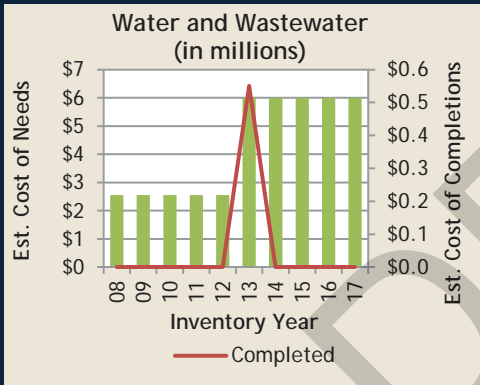 Water and Wastewater
(in millions)
Est. Cost of Needs
$7
$6
$5
$4
$3
$2
$1
$0
$0.6
$0.5
$0.4
$0.3
$0.2
$0.1
$0.0
Est. Cost of Completions
08 09 10 11 12 13 14 15 16 17
Inventory Year
Completed